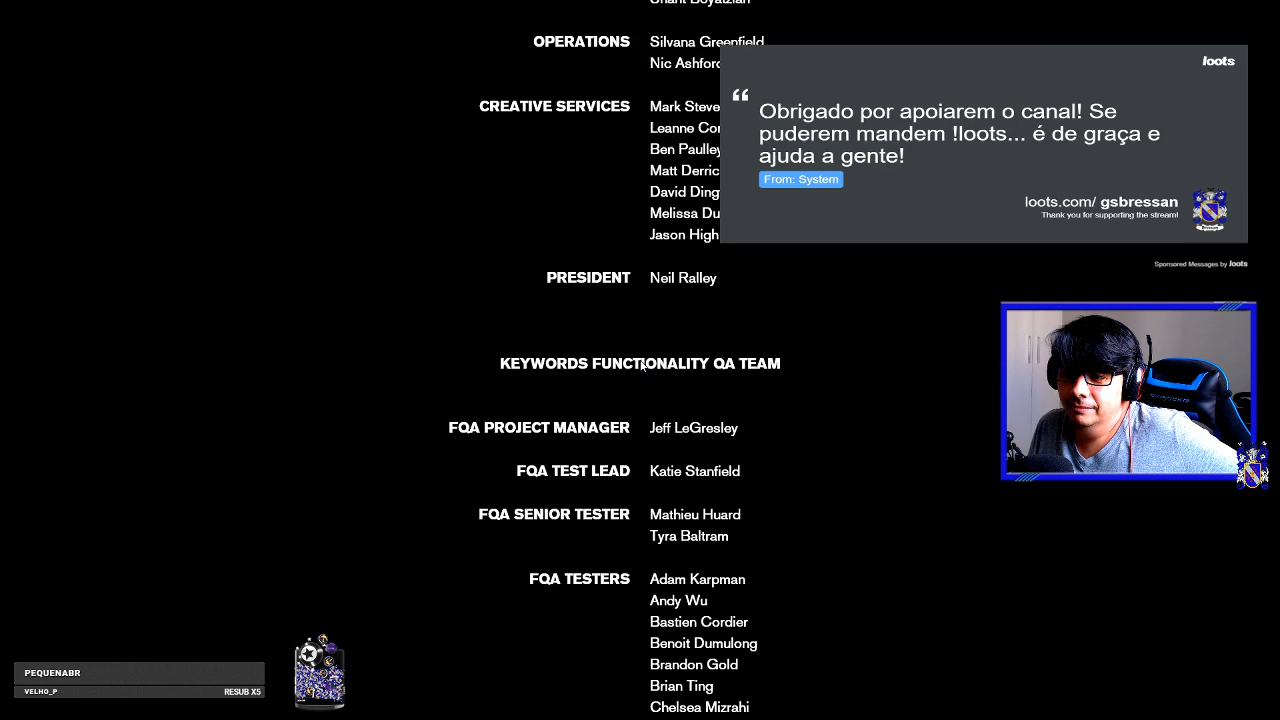 OPERATIONS Silvana Greenfield
Nic Ashford
CREATIVE SERVICES Mark Steve
Leanne Cor
Ben Paulley
Matt Derric
David Ding
Melissa Du
Jason High
PRESIDENT Neil Ralley
loots
“
Obrigado por apoiarem o canal! Se
puderem mandem !loots... é de graça e
ajuda a gente!
From: System
loots.com/ gsbressan
Thank you for supporting the stream!
Sponsored Messages by loots
KEYWORDS FUNCTIONALITY QA TEAM
FQA PROJECT MANAGER Jeff LeGresley
FQA TEST LEAD Katie Stanfield
FQA SENIOR TESTER Mathieu Huard
Tyra Baltram
FQA TESTERS Adam Karpman
Andy Wu
Bastien Cordier
Benoit Dumulong
Brandon Gold
Brian Ting
Chelsea Mizrahi
PEQUENABR
VELHO_P RESUB X5